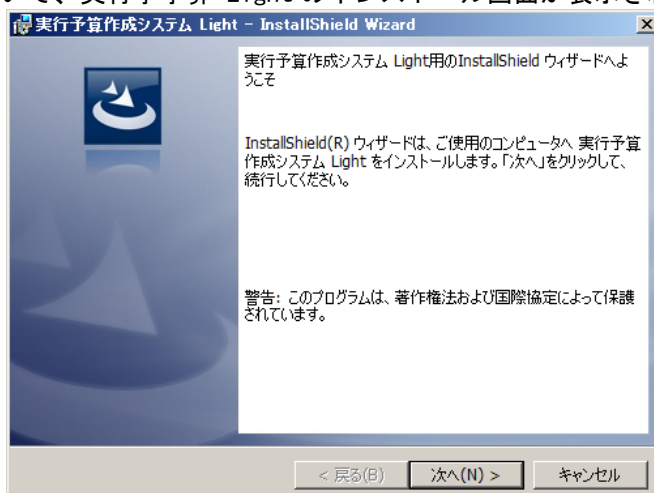 実行予算作成システム Light - InstallShield Wizard
実行予算作成システム Light用のInstallShield ウィザードへよ
うこそ
InstallShield(R) ウィザードは、ご使用のコンピュータへ 実行予算
作成システム Light をインストールします。「次へ」をクリックして、
続行してください。
警告: このプログラムは、著作権法および国際協定によって保護
されています。
< 戻る(B)
次へ(N) >
キャンセル